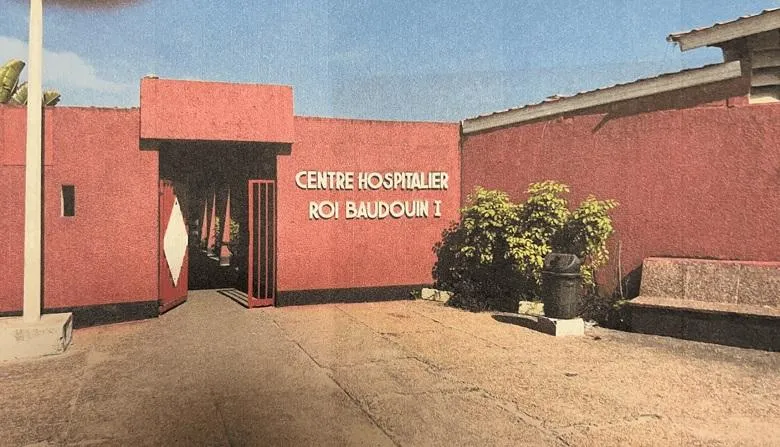 CENTRE HOSPITALIER
ROI BAUDOUIN I